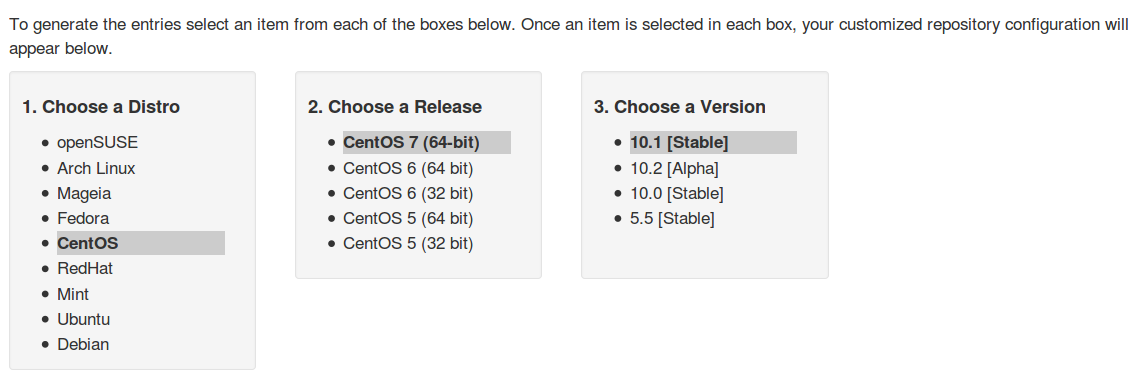 To generate the entries select an item from each of the boxes below. Once an item is selected in each box, your customized repository configuration will
appear below.
1. Choose a Distro
openSUSE
Arch Linux
Mageia
Fedora
CentOS
RedHat
Mint
Ubuntu
Debian
2. Choose a Release
CentOS 7 (64-bit)
CentOS 6 (64 bit)
CentOS 6 (32 bit)
CentOS 5 (64 bit)
CentOS 5 (32 bit)
3. Choose a Version
10.1 [Stable]
10.2 [Alpha]
10.0 [Stable]
5.5 [Stable]